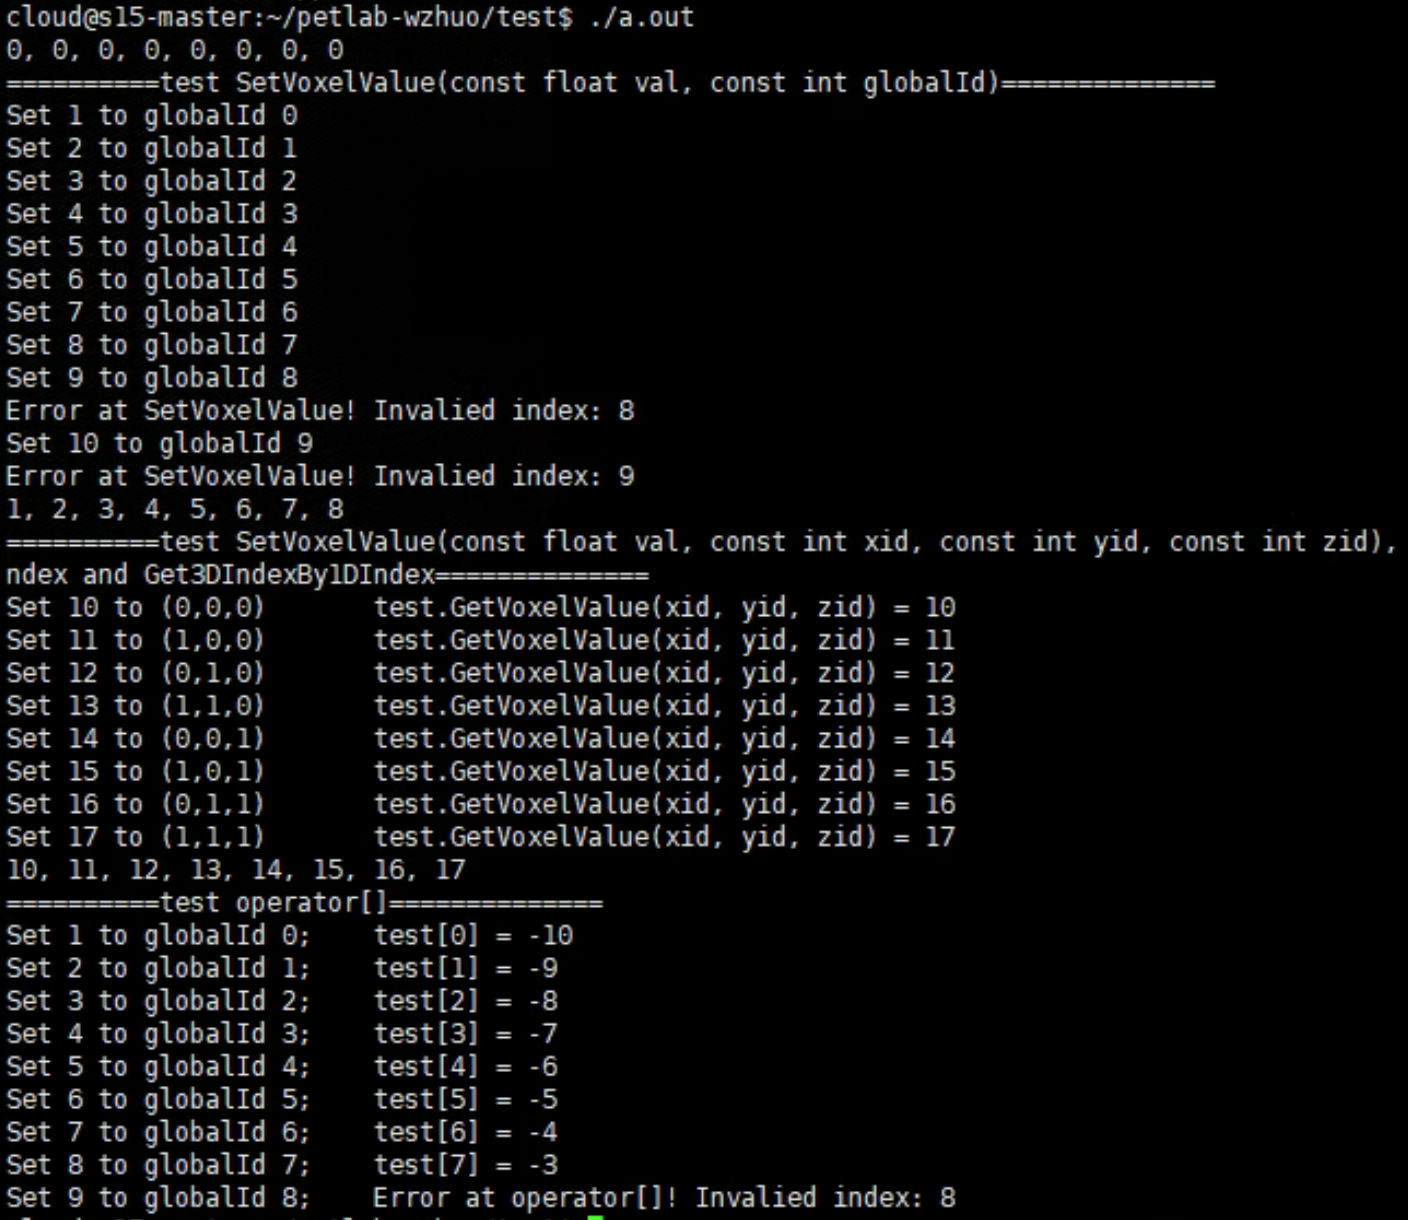 cloud@s15-master:~/petlab-wzhuo/test$ ./a.out
0, 0, 0, 0, 0, 0, 0, 0
==========test SetVoxelValue(const float val, const int globalId)==============
Set 1 to globalId 0
Set 2 to globalId 1
Set 3 to globalId 2
Set 4 to globalId 3
Set 5 to globalId 4
Set 6 to globalId 5
Set 7 to globalId 6
Set 8 to globalId 7
Set 9 to globalId 8
Error at SetVoxelValue! Invalied index: 8
Set 10 to globalId 9
Error at SetVoxelValue! Invalied index: 9
1, 2, 3, 4, 5, 6, 7, 8
==========test SetVoxelValue(const float val, const int xid, const int yid, const int zid),
ndex and Get3DIndexBy1DIndex==============
Set 10 to (0,0,0) test.GetVoxelValue(xid, yid, zid) = 10
Set 11 to (1,0,0) test.GetVoxelValue(xid, yid, zid) = 11
Set 12 to (0,1,0) test.GetVoxelValue(xid, yid, zid) = 12
Set 13 to (1,1,0) test.GetVoxelValue(xid, yid, zid) = 13
Set 14 to (0,0,1) test.GetVoxelValue(xid, yid, zid) = 14
Set 15 to (1,0,1) test.GetVoxelValue(xid, yid, zid) = 15
Set 16 to (0,1,1) test.GetVoxelValue(xid, yid, zid) = 16
Set 17 to (1,1,1) test.GetVoxelValue(xid, yid, zid) = 17
10, 11, 12, 13, 14, 15, 16, 17
==========test operator[]==============
Set 1 to globalId 0; test[0] = -10
Set 2 to globalId 1; test[1] = -9
Set 3 to globalId 2; test[2] = -8
Set 4 to globalId 3; test[3] = -7
Set 5 to globalId 4; test[4] = -6
Set 6 to globalId 5; test[5] = -5
Set 7 to globalId 6; test[6] = -4
Set 8 to globalId 7; test[7] = -3
Set 9 to globalId 8; Error at operator[]! Invalied index: 8